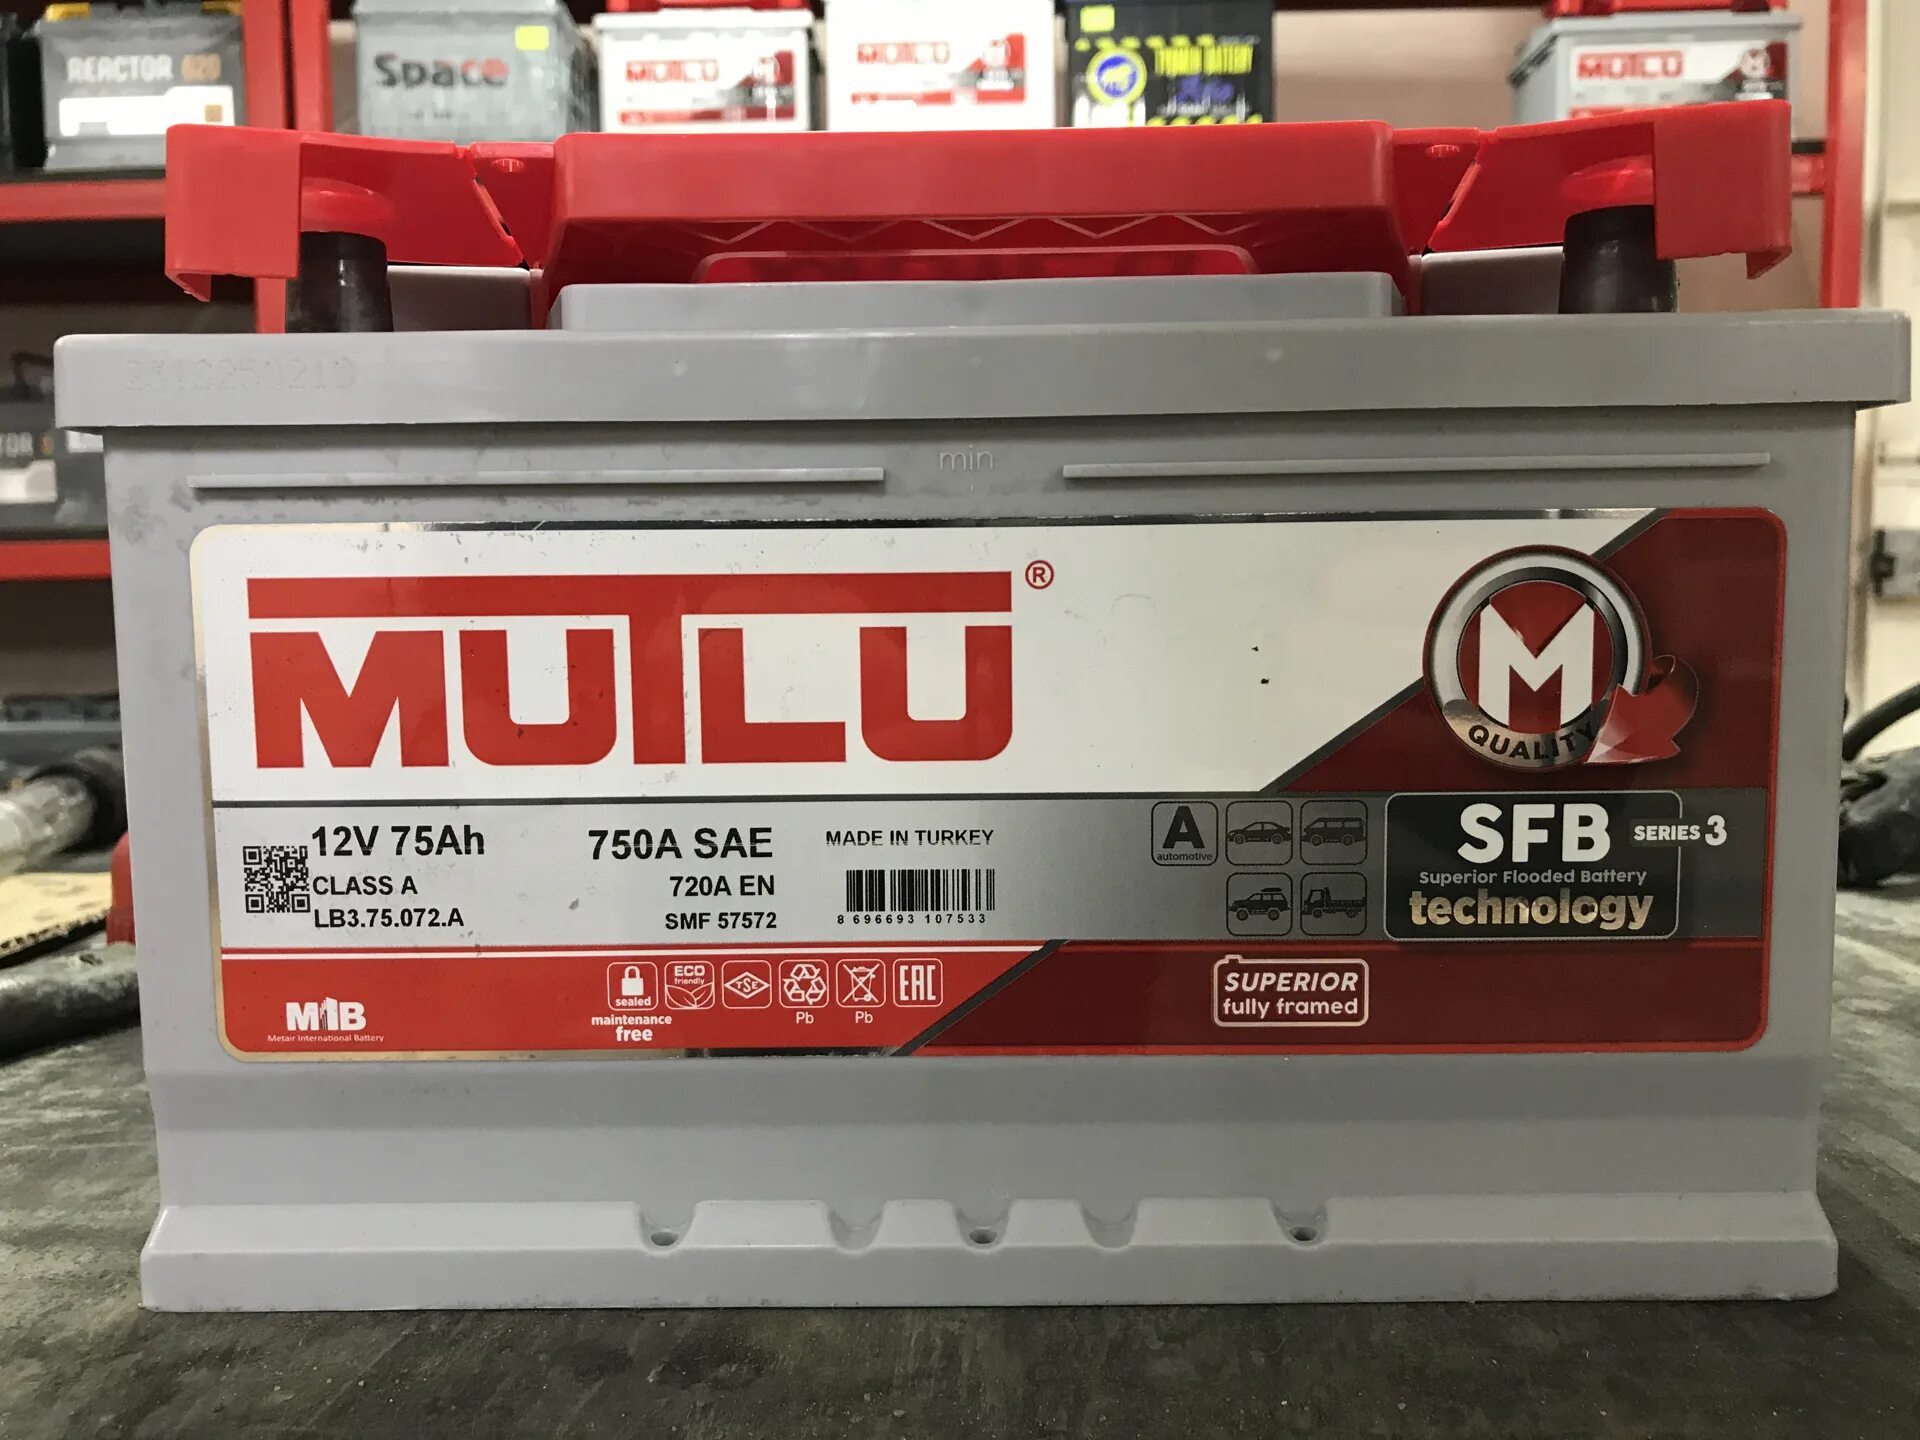 REACTOR
Space
MUTLU
MUTLU
MUTLU
min
MUTLU®
M
QUALITY
12V 75Ah
CLASS A
LB3.75.072.A
750A SAE
720A EN
SMF 57572
MADE IN TURKEY
8 696693 107533
A
automotive
SFB SERIES 3
Superior Flooded Battery
technology
MIB
Metair International Battery
sealed
maintenance
free
ECO
friendly
TSE
Pb
Pb
EAC
SUPERIOR
fully framed